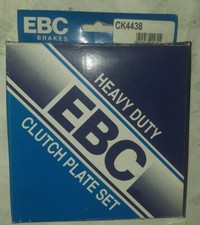 EBC
BRAKES
CK4438
HEAVY DUTY
EBC
CLUTCH PLATE SET